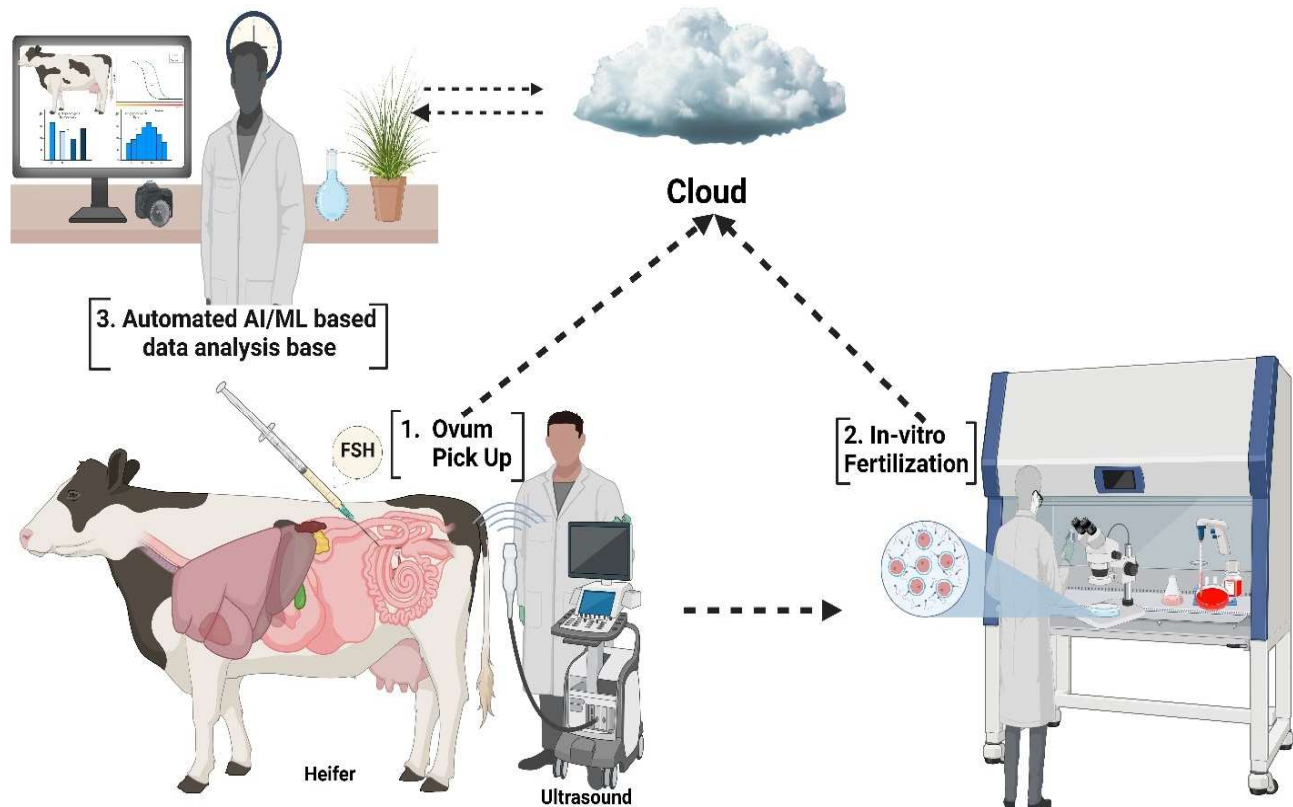 Cloud
3. Automated AI/ML based
data analysis base
FSH
1. Ovum
Pick Up
2. In-vitro
Fertilization
Heifer
Ultrasound